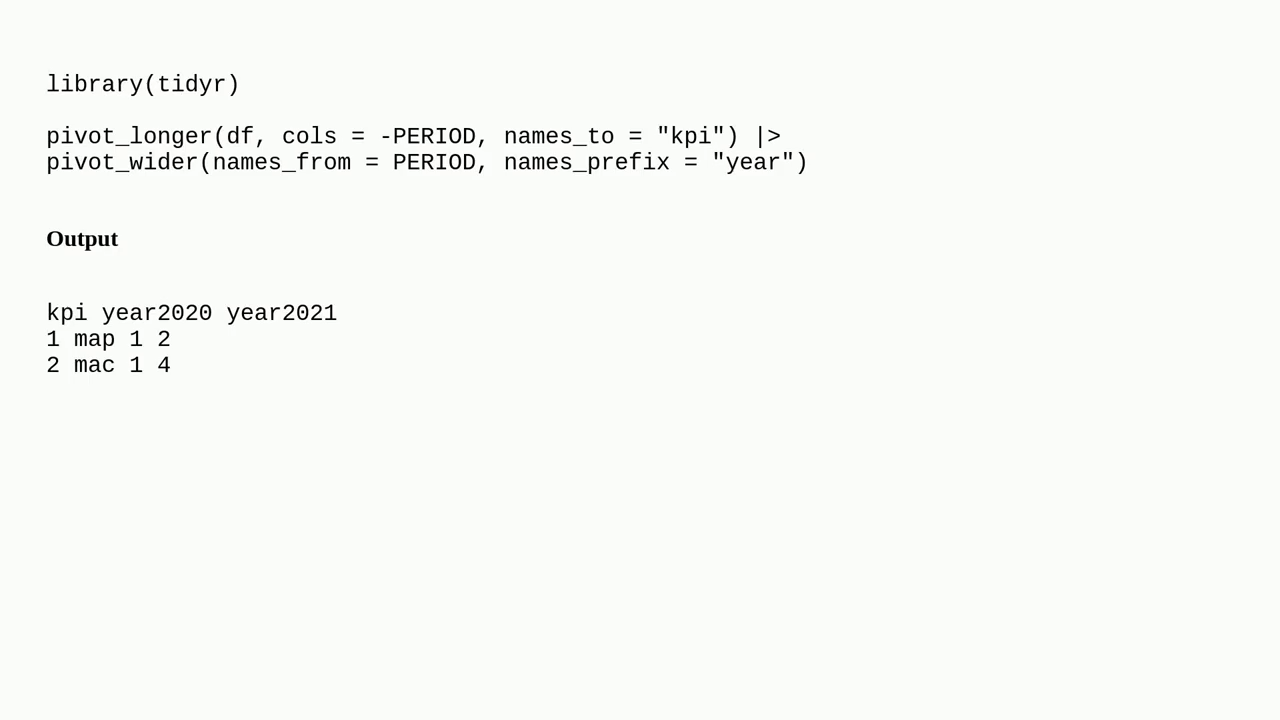 library(tidyr)
pivot_longer(df, cols = -PERIOD, names_to = "kpi") |>
pivot_wider(names_from = PERIOD, names_prefix = "year")
Output
kpi year2020 year2021
1 map 1 2
2 mac 1 4